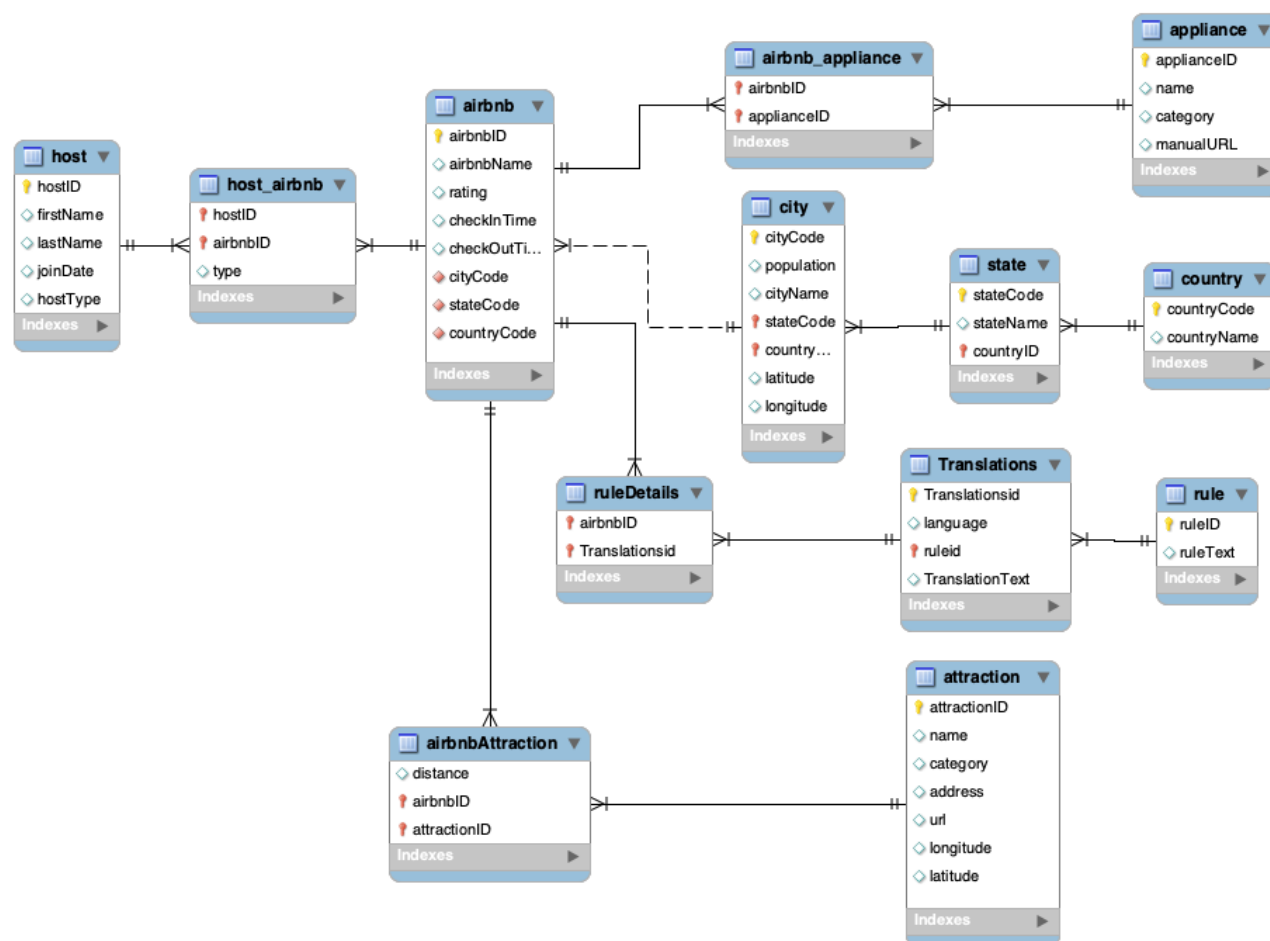 host
hostID
firstName
lastName
joinDate
hostType
Indexes
host_airbnb
hostID
airbnbID
type
Indexes
airbnb
airbnbID
airbnbName
rating
checkInTime
checkOutTi...
cityCode
stateCode
countryCode
Indexes
airbnb_appliance
airbnbID
applianceID
Indexes
appliance
applianceID
name
category
manualURL
Indexes
city
cityCode
population
cityName
stateCode
country...
latitude
longitude
Indexes
state
stateCode
stateName
countryID
Indexes
country
countryCode
countryName
Indexes
ruleDetails
airbnbID
Translationsid
Indexes
Translations
Translationsid
language
ruleid
TranslationText
Indexes
rule
ruleID
ruleText
Indexes
airbnbAttraction
distance
airbnbID
attractionID
Indexes
attraction
attractionID
name
category
address
url
longitude
latitude
Indexes